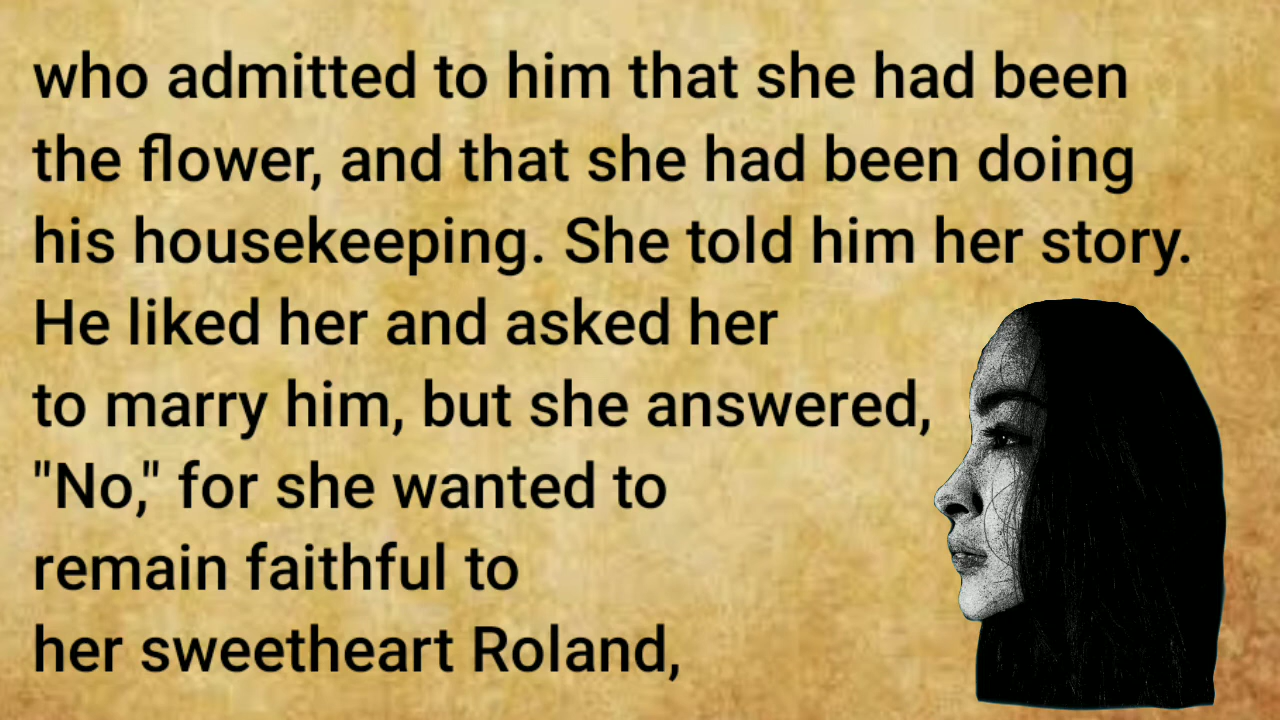 who admitted to him that she had been
the flower, and that she had been doing
his housekeeping. She told him her story.
He liked her and asked her
to marry him, but she answered,
"No," for she wanted to
remain faithful to
her sweetheart Roland,